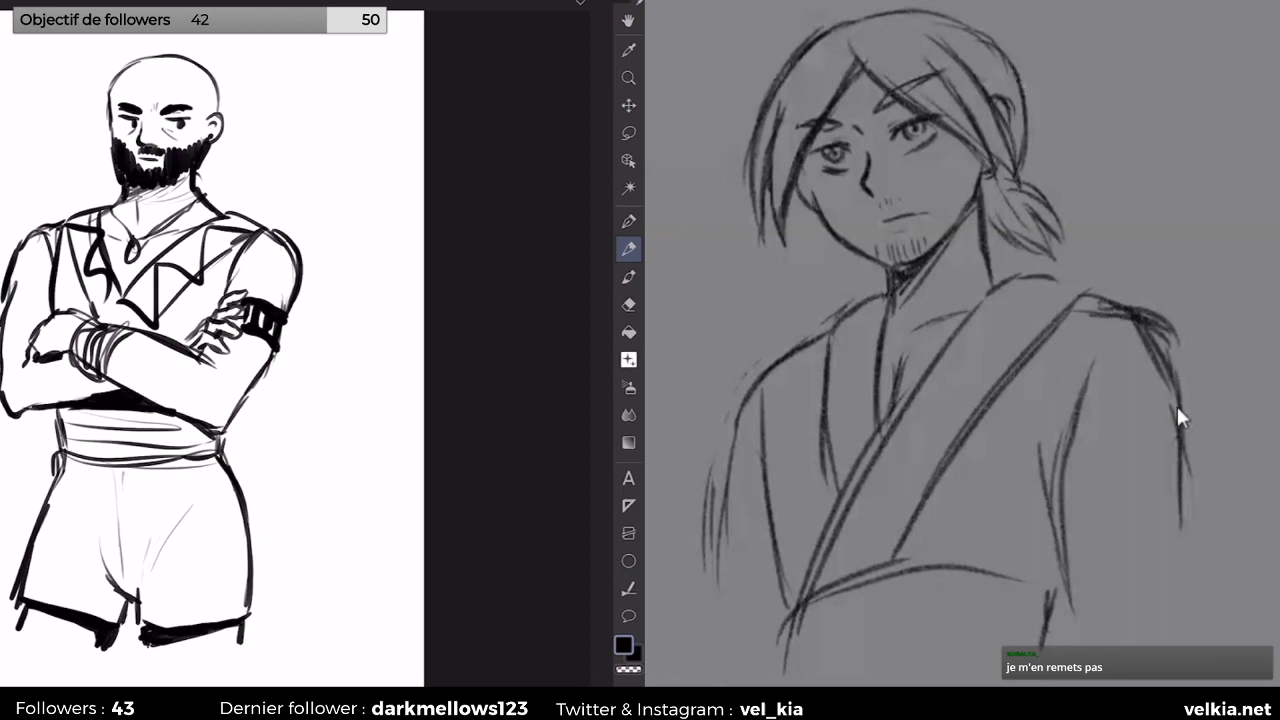 Objectif de followers 42 50
A
je m'en remets pas
Followers : 43 Dernier follower : darkmellows123 Twitter & Instagram : vel_kia velkia.net